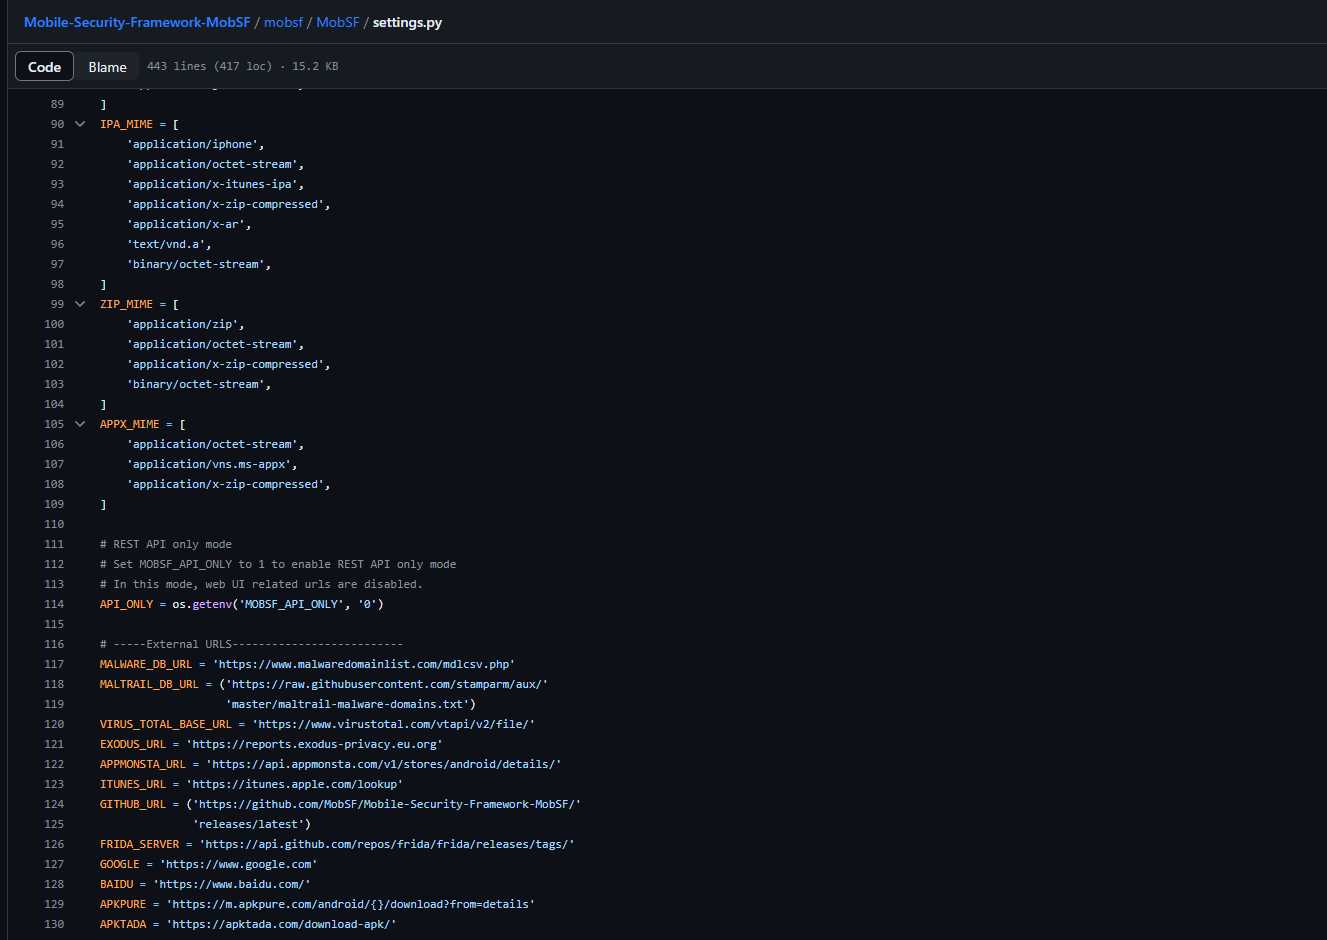 Mobile-Security-Framework-MobSF / mobsf / MobSF / settings.py
Code Blame 443 lines (417 loc) · 15.2 KB
89 ]
90 IPA_MIME = [
91 'application/iphone',
92 'application/octet-stream',
93 'application/x-itunes-ipa',
94 'application/x-zip-compressed',
95 'application/x-ar',
96 'text/vnd.a',
97 'binary/octet-stream',
98 ]
99 ZIP_MIME = [
100 'application/zip',
101 'application/octet-stream',
102 'application/x-zip-compressed',
103 'binary/octet-stream',
104 ]
105 APPX_MIME = [
106 'application/octet-stream',
107 'application/vns.ms-appx',
108 'application/x-zip-compressed',
109 ]
110
111 # REST API only mode
112 # Set MOBSF_API_ONLY to 1 to enable REST API only mode
113 # In this mode, web UI related urls are disabled.
114 API_ONLY = os.getenv('MOBSF_API_ONLY', '0')
115
116 # -----External URLS--------------------------
117 MALWARE_DB_URL = 'https://www.malwaredomainlist.com/mdlcsv.php'
118 MALTRAIL_DB_URL = ('https://raw.githubusercontent.com/stamparm/aux/'
119 'master/maltrail-malware-domains.txt')
120 VIRUS_TOTAL_BASE_URL = 'https://www.virustotal.com/vtapi/v2/file/'
121 EXODUS_URL = 'https://reports.exodus-privacy.eu.org'
122 APPMONSTA_URL = 'https://api.appmonsta.com/v1/stores/android/details/'
123 ITUNES_URL = 'https://itunes.apple.com/lookup'
124 GITHUB_URL = ('https://github.com/MobSF/Mobile-Security-Framework-MobSF/'
125 'releases/latest')
126 FRIDA_SERVER = 'https://api.github.com/repos/frida/frida/releases/tags/'
127 GOOGLE = 'https://www.google.com'
128 BAIDU = 'https://www.baidu.com/'
129 APKPURE = 'https://m.apkpure.com/android/{}/download?from=details'
130 APKTADA = 'https://apktada.com/download-apk/'